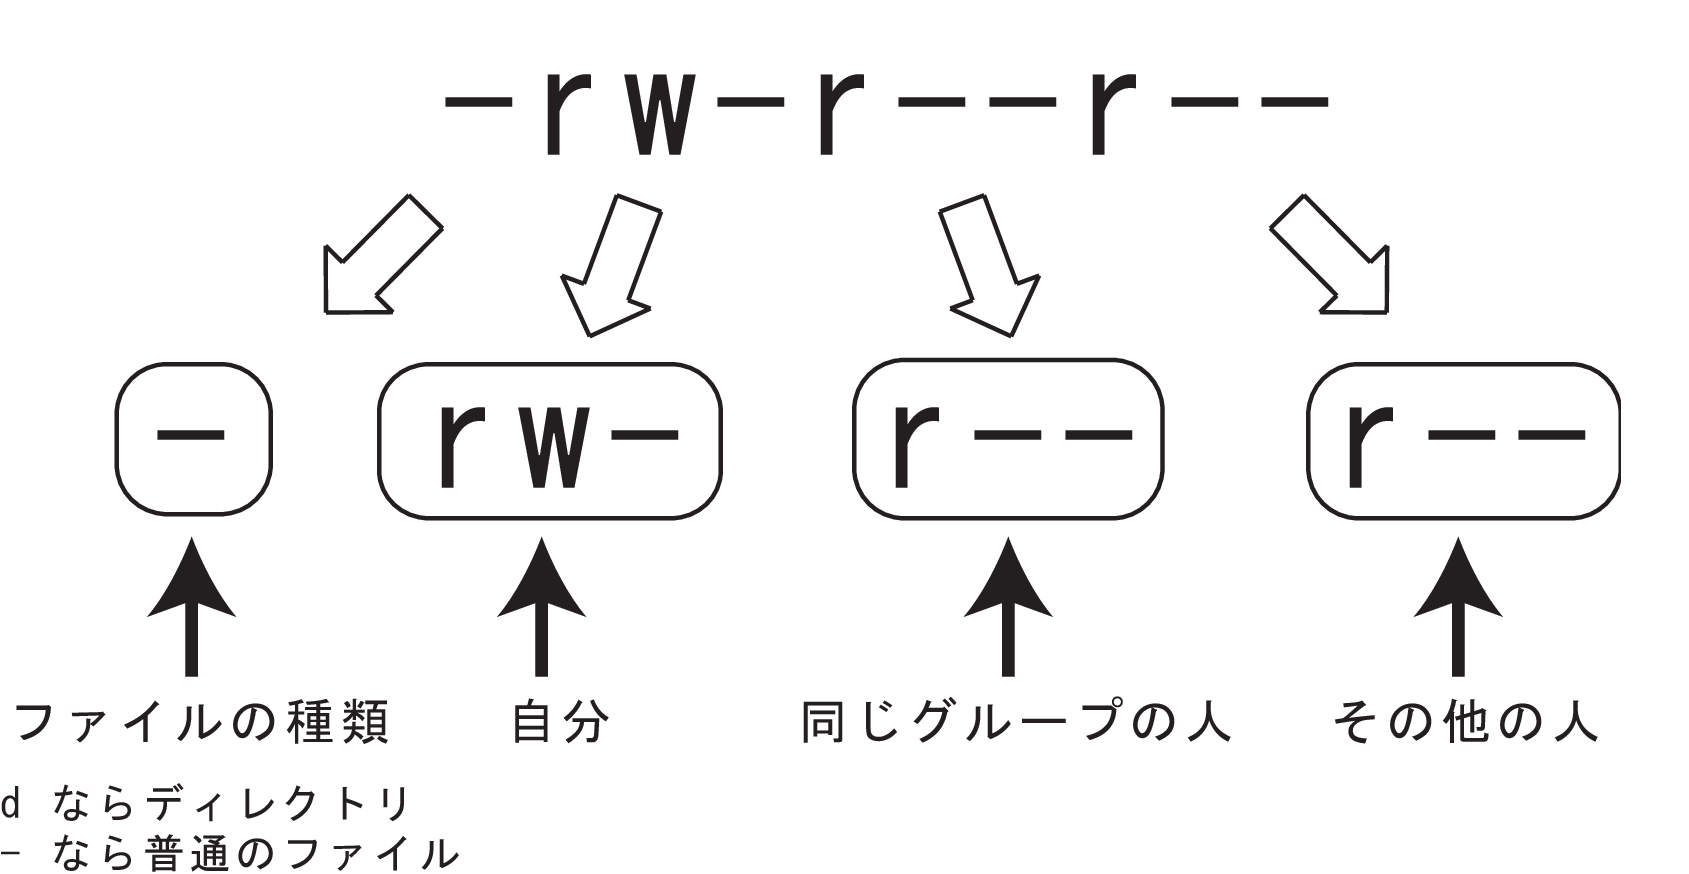 -rw-r--r--
- rw- r-- r--
ファイルの種類 自分 同じグループの人 その他の人
d ならディレクトリ
- なら普通のファイル